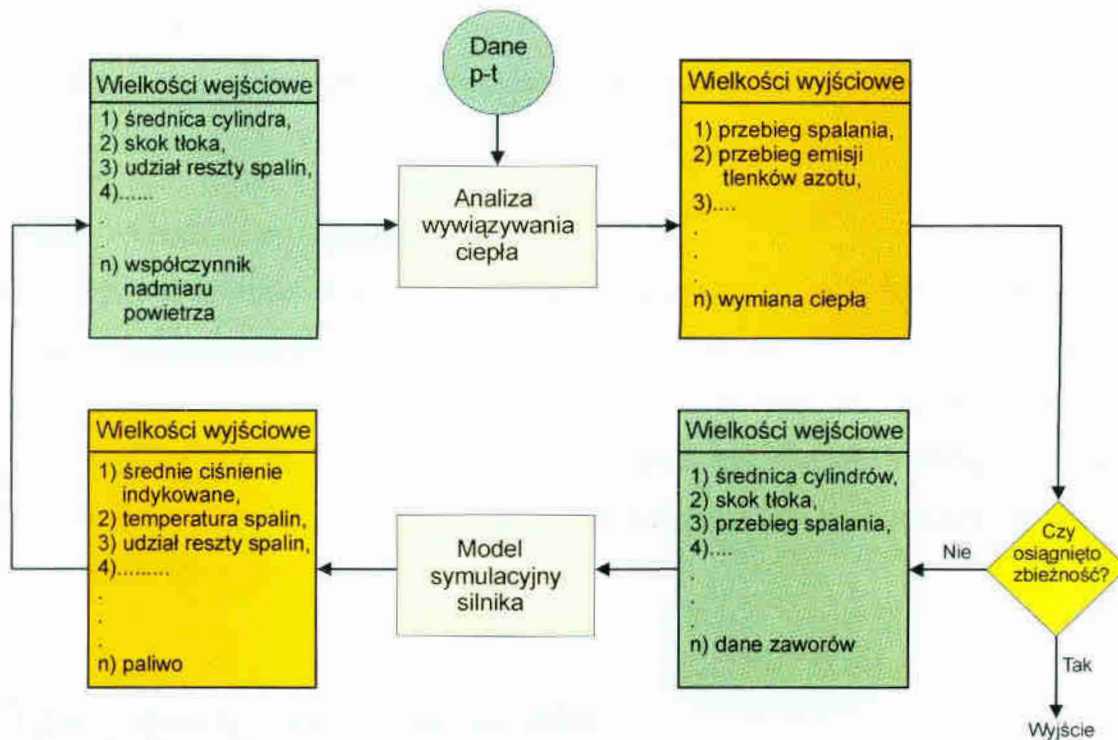 Dane
p-t
Wielkości wejściowe
1) średnica cylindra,
2) skok tłoka,
3) udział reszty spalin,
4)......
.
.
n) współczynnik
nadmiaru
powietrza
Analiza
wywiązywania
ciepła
Wielkości wyjściowe
1) przebieg spalania,
2) przebieg emisji
tlenków azotu,
3)....
.
.
.
n) wymiana ciepła
Wielkości wyjściowe
1) średnie ciśnienie
indykowane,
2) temperatura spalin,
3) udział reszty spalin,
4).........
.
.
.
n) paliwo
Model
symulacyjny
silnika
Wielkości wejściowe
1) średnica cylindrów,
2) skok tłoka,
3) przebieg spalania,
4)....
.
.
.
n) dane zaworów
Nie
Czy
osiągnięto
zbieżność?
Tak
Wyjście